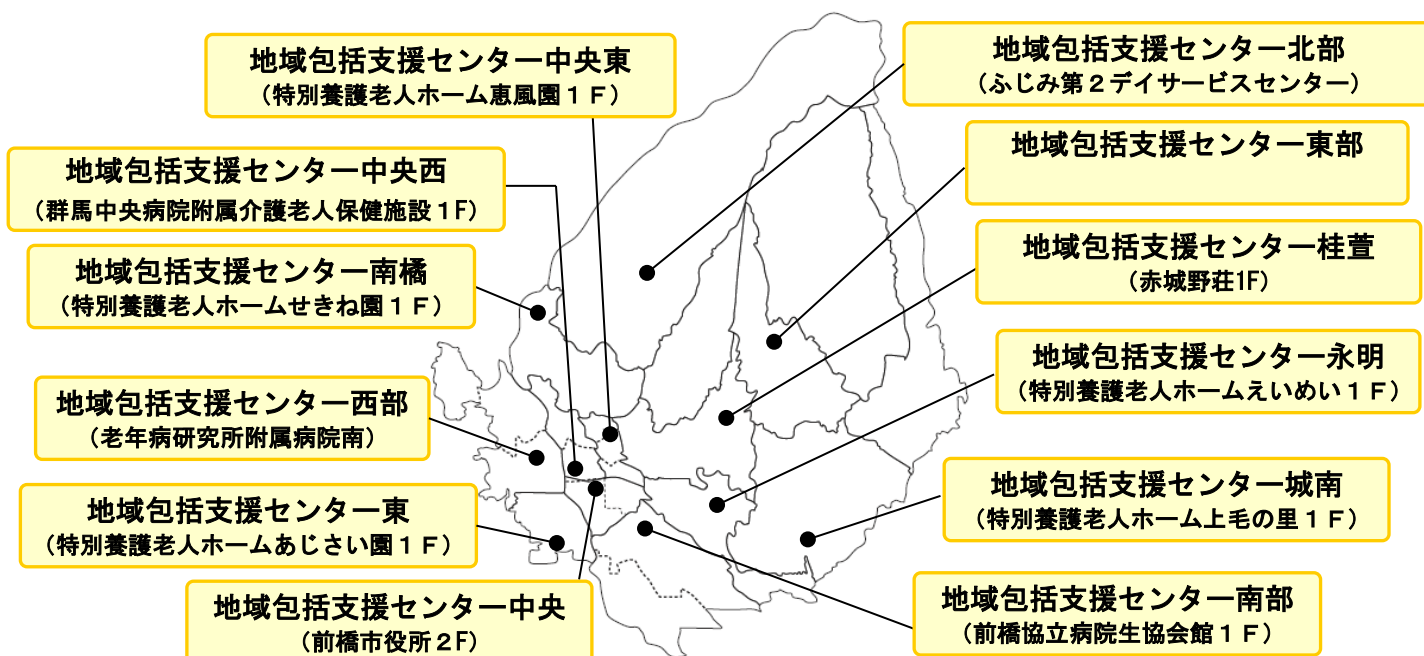 地域包括支援センター中央東
（特別養護老人ホーム恵風園１Ｆ）
地域包括支援センター中央西
（群馬中央病院附属介護老人保健施設１F）
地域包括支援センター南橘
（特別養護老人ホームせきね園１Ｆ）
地域包括支援センター西部
（老年病研究所附属病院南）
地域包括支援センター東
（特別養護老人ホームあじさい園１Ｆ）
地域包括支援センター中央
（前橋市役所２F）
地域包括支援センター北部
（ふじみ第２デイサービスセンター）
地域包括支援センター東部
地域包括支援センター桂萱
（赤城野荘1F）
地域包括支援センター永明
（特別養護老人ホームえいめい１Ｆ）
地域包括支援センター城南
（特別養護老人ホーム上毛の里１Ｆ）
地域包括支援センター南部
（前橋協立病院生協会館１Ｆ）